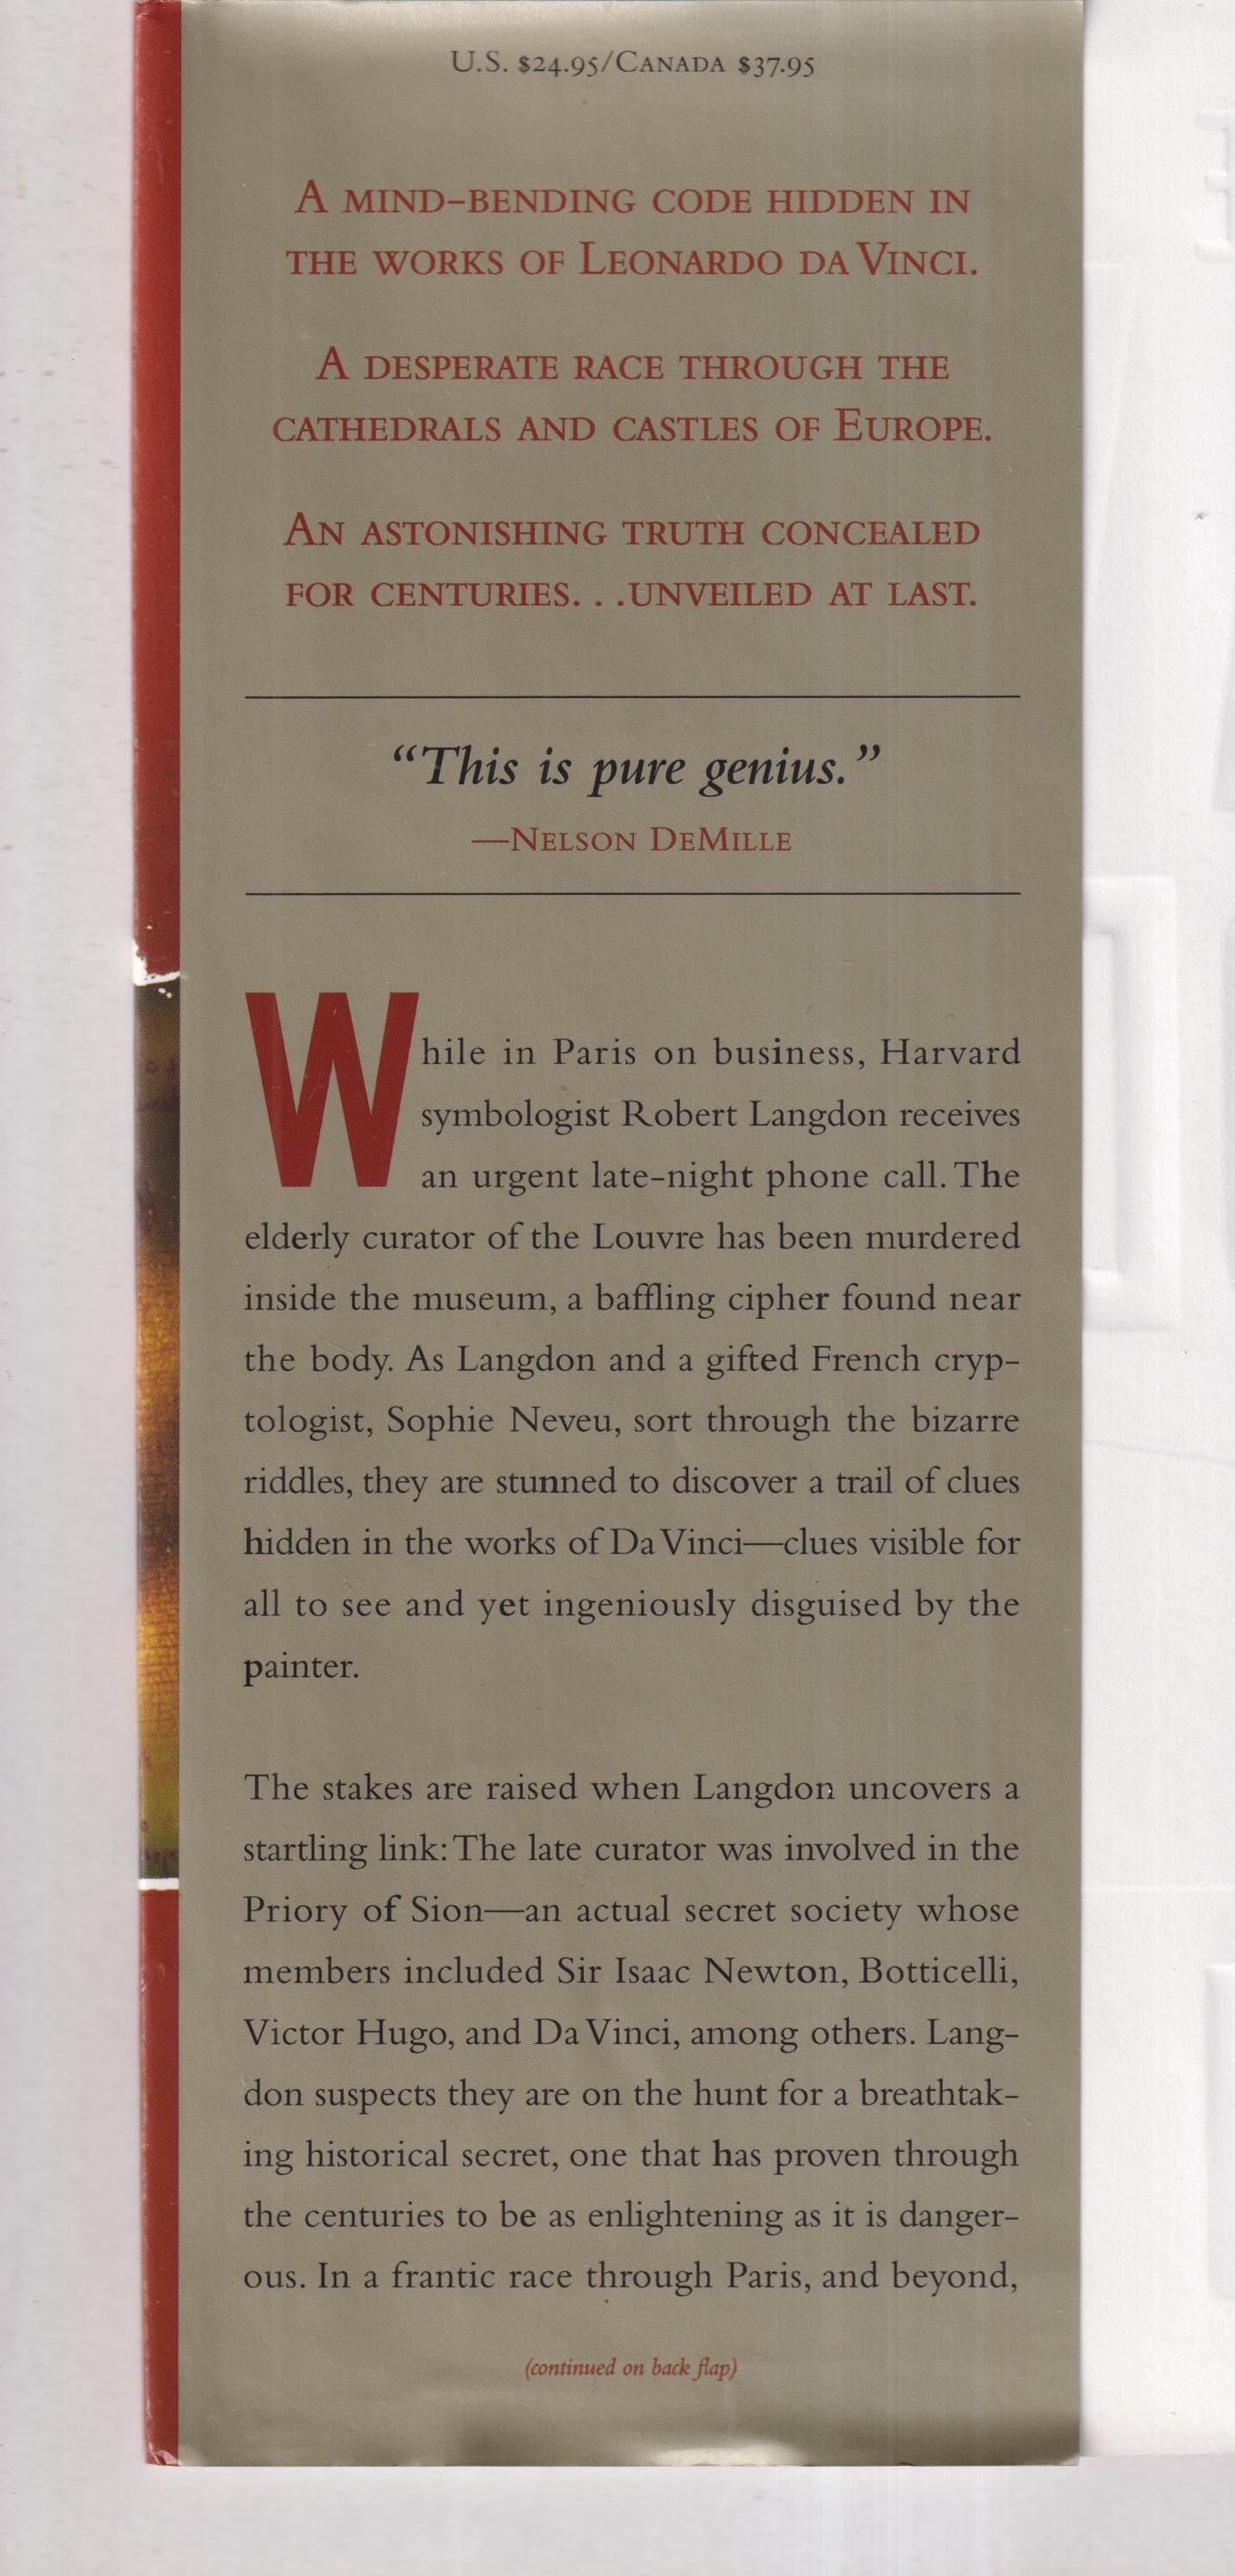 U.S. $24.95/CANADA $37.95
A MIND-BENDING CODE HIDDEN IN
THE WORKS OF LEONARDO DA VINCI.
A DESPERATE RACE THROUGH THE
CATHEDRALS AND CASTLES OF EUROPE.
AN ASTONISHING TRUTH CONCEALED
FOR CENTURIES. . .UNVEILED AT LAST.
“This is pure genius.”
—NELSON DEMILLE
While in Paris on business, Harvard
symbologist Robert Langdon receives
an urgent late-night phone call. The
elderly curator of the Louvre has been murdered
inside the museum, a baffling cipher found near
the body. As Langdon and a gifted French cryp-
tologist, Sophie Neveu, sort through the bizarre
riddles, they are stunned to discover a trail of clues
hidden in the works of Da Vinci—clues visible for
all to see and yet ingeniously disguised by the
painter.
The stakes are raised when Langdon uncovers a
startling link: The late curator was involved in the
Priory of Sion—an actual secret society whose
members included Sir Isaac Newton, Botticelli,
Victor Hugo, and Da Vinci, among others. Lang-
don suspects they are on the hunt for a breathtak-
ing historical secret, one that has proven through
the centuries to be as enlightening as it is danger-
ous. In a frantic race through Paris, and beyond,
(continued on back flap)